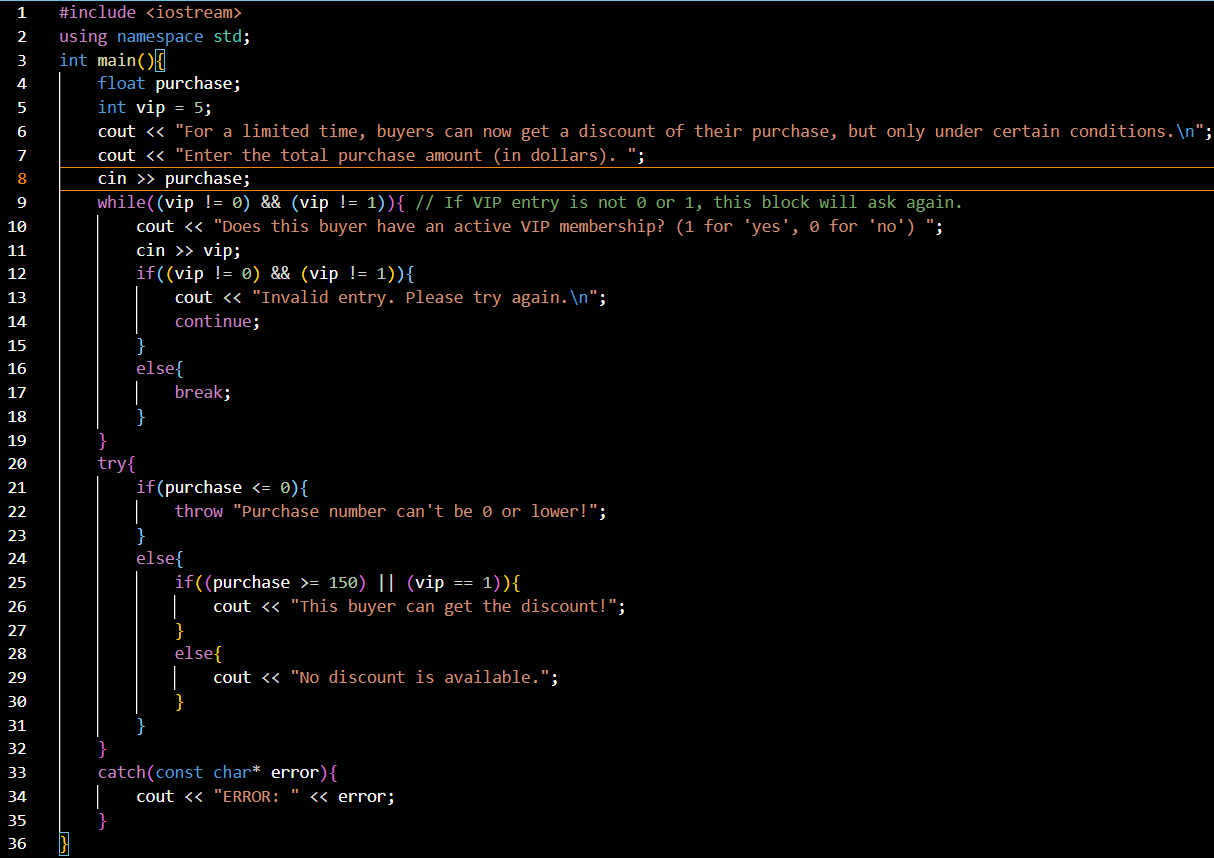 1 #include <iostream>
2 using namespace std;
3 int main(){
4 float purchase;
5 int vip = 5;
6 cout << "For a limited time, buyers can now get a discount of their purchase, but only under certain conditions.\n";
7 cout << "Enter the total purchase amount (in dollars). ";
8 cin >> purchase;
9 while((vip != 0) && (vip != 1)){ // If VIP entry is not 0 or 1, this block will ask again.
10 cout << "Does this buyer have an active VIP membership? (1 for 'yes', 0 for 'no') ";
11 cin >> vip;
12 if((vip != 0) && (vip != 1)){
13 cout << "Invalid entry. Please try again.\n";
14 continue;
15 }
16 else{
17 break;
18 }
19 }
20 try{
21 if(purchase <= 0){
22 throw "Purchase number can't be 0 or lower!";
23 }
24 else{
25 if((purchase >= 150) || (vip == 1)){
26 cout << "This buyer can get the discount!";
27 }
28 else{
29 cout << "No discount is available.";
30 }
31 }
32 }
33 catch(const char* error){
34 cout << "ERROR: " << error;
35 }
36 }